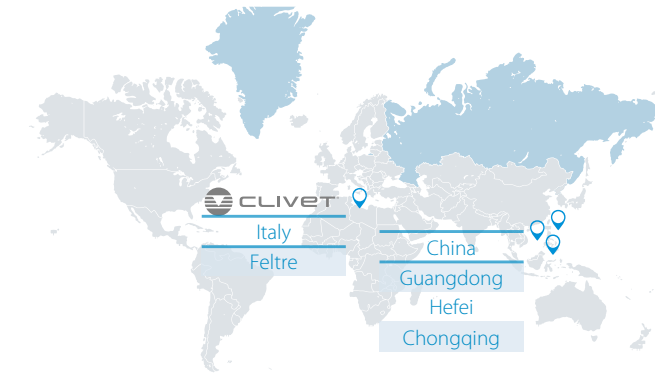 CLIVET
Italy
Feltre
China
Guangdong
Hefei
Chongqing